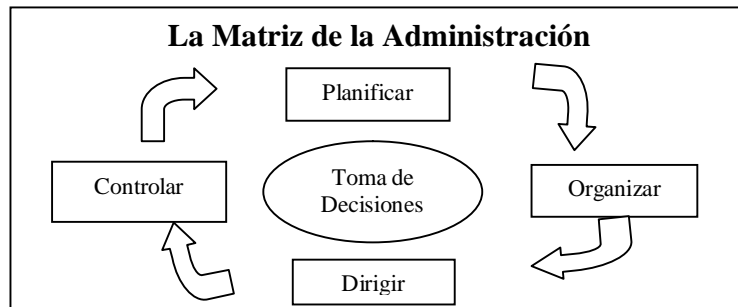 La Matriz de la Administración
Planificar
Controlar
Toma de
Decisiones
Organizar
Dirigir